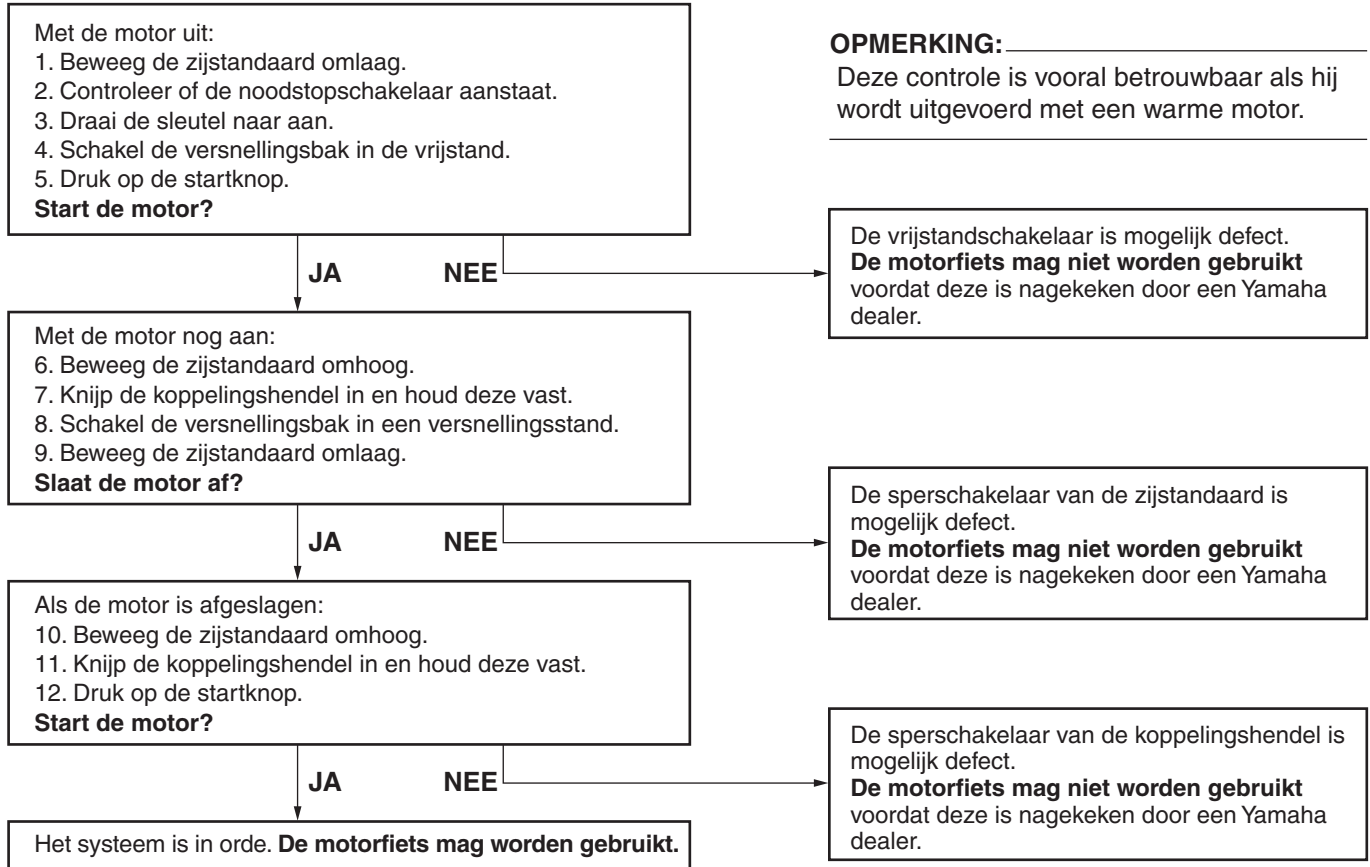 Met de motor uit:
1. Beweeg de zijstandaard omlaag.
2. Controleer of de noodstopschakelaar aanstaat.
3. Draai de sleutel naar aan.
4. Schakel de versnellingsbak in de vrijstand.
5. Druk op de startknop.
Start de motor?
OPMERKING:
Deze controle is vooral betrouwbaar als hij
wordt uitgevoerd met een warme motor.
JA
NEE
De vrijstandschakelaar is mogelijk defect.
De motorfiets mag niet worden gebruikt
voordat deze is nagekeken door een Yamaha
dealer.
Met de motor nog aan:
6. Beweeg de zijstandaard omhoog.
7. Knijp de koppelingshendel in en houd deze vast.
8. Schakel de versnellingsbak in een versnellingsstand.
9. Beweeg de zijstandaard omlaag.
Slaat de motor af?
JA
NEE
De sperschakelaar van de zijstandaard is
mogelijk defect.
De motorfiets mag niet worden gebruikt
voordat deze is nagekeken door een Yamaha
dealer.
Als de motor is afgeslagen:
10. Beweeg de zijstandaard omhoog.
11. Knijp de koppelingshendel in en houd deze vast.
12. Druk op de startknop.
Start de motor?
JA
NEE
De sperschakelaar van de koppelingshendel is
mogelijk defect.
De motorfiets mag niet worden gebruikt
voordat deze is nagekeken door een Yamaha
dealer.
Het systeem is in orde. De motorfiets mag worden gebruikt.